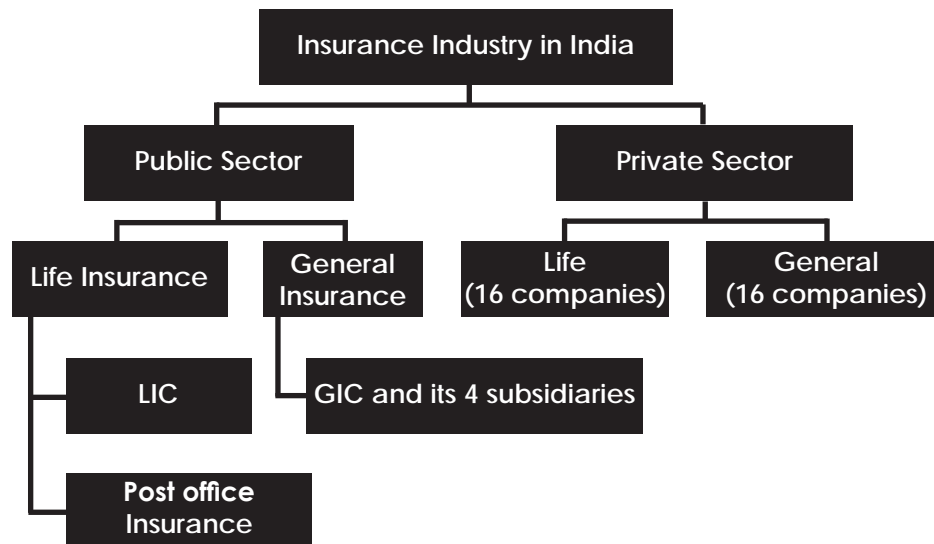 Insurance Industry in India
Public Sector
Private Sector
Life Insurance
General
Insurance
Life
(16 companies)
General
(16 companies)
LIC
GIC and its 4 subsidiaries
Post office
Insurance